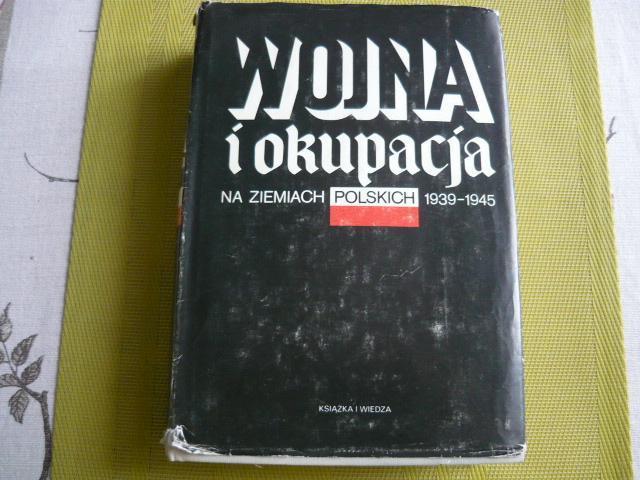 WOJNA
i okupacja
NA ZIEMIACH POLSKICH 1939-1945
KSIĄŻKA I WIEDZA